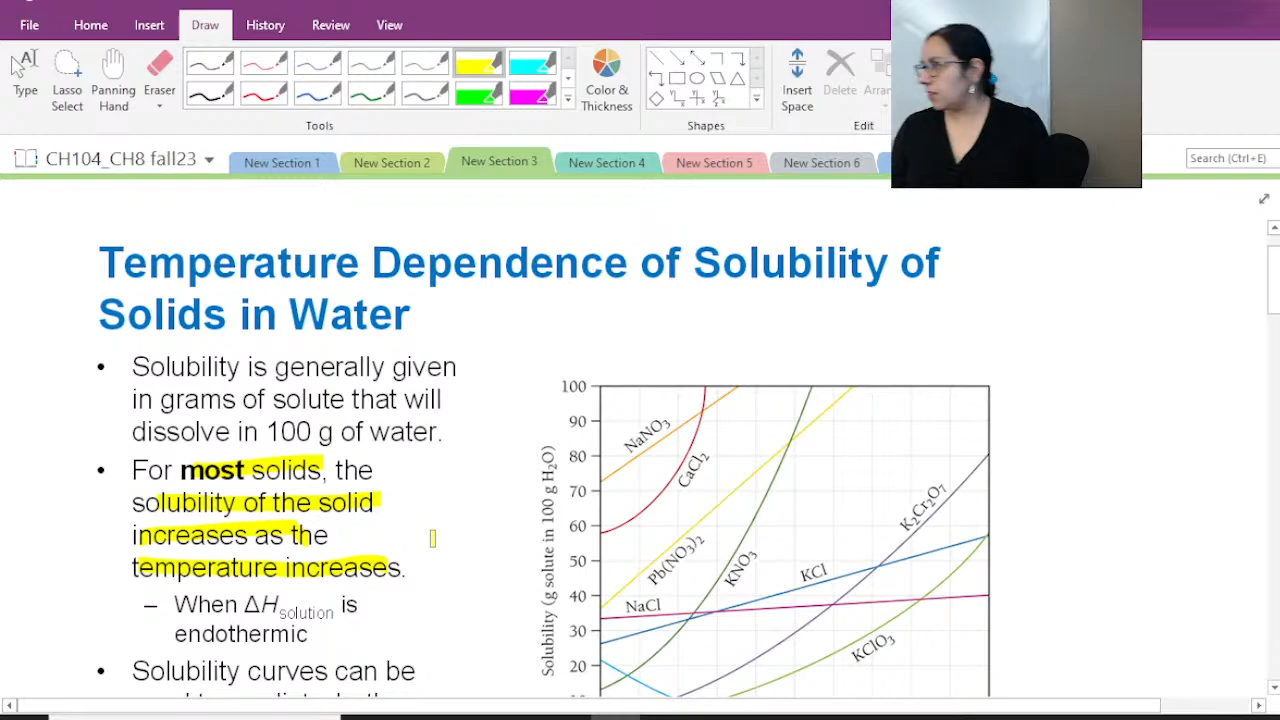 File Home Insert Draw History Review View
Type Lasso Select Panning Hand Eraser Color & Thickness Insert Space Delete Arran
Tools Shapes Edit
CH104_CH8 fall23 New Section 1 New Section 2 New Section 3 New Section 4 New Section 5 New Section 6 Search (Ctrl+E)
Temperature Dependence of Solubility of
Solids in Water
• Solubility is generally given
in grams of solute that will
dissolve in 100 g of water.
• For most solids, the
solubility of the solid
increases as the
temperature increases.
– When ΔHsolution is
endothermic
• Solubility curves can be
Solubility (g solute in 100 g H₂O)
100
90
80
70
60
50
40
30
20
NaNO₃
CaCl₂
Pb(NO₃)₂
KNO₃
K₂Cr₂O₇
KCl
NaCl
KClO₃